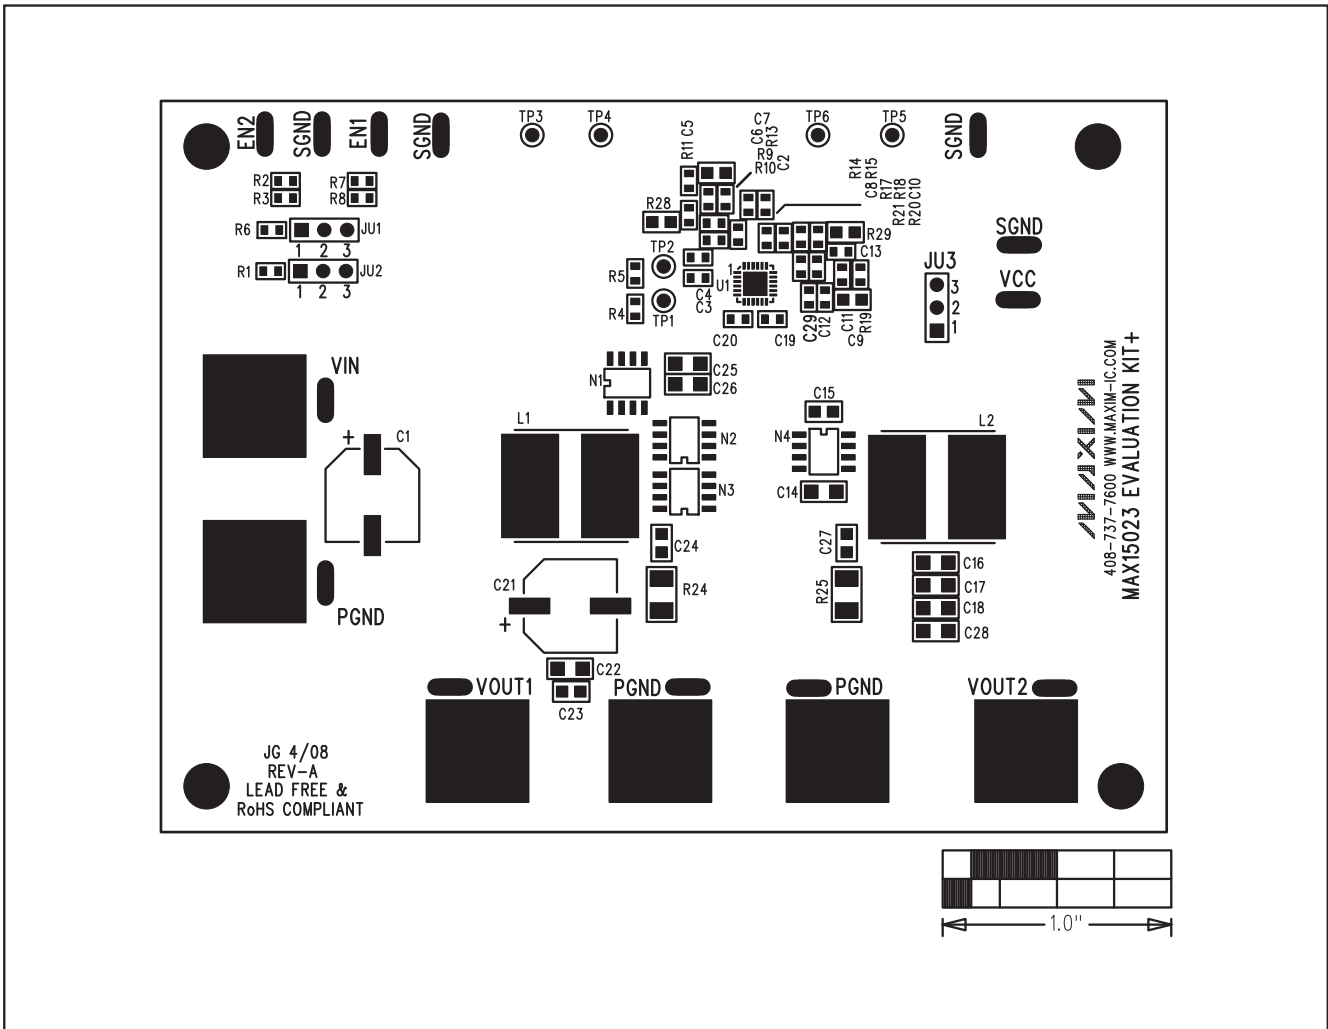 EN2
SGND
EN1
SGND
TP3
TP4
TP6
TP5
SGND
R11 C5
C7
C6 R13
R9
R10 C2
R14
C8 R15
R17
R21 R18
R20 C10
R2
R3
R7
R8
R6
JU1
1 2 3
R1
JU2
1 2 3
R28
R29
C13
TP2
R5
R4
TP1
C4
C3
1
U1
C20
C19
C29
C12
C11
C9
R19
SGND
JU3
3
2
1
VCC
VIN
+
C1
PGND
N1
C25
C26
L1
N2
N3
C15
N4
C14
L2
C24
R24
C21
+
C27
R25
C16
C17
C18
C28
C22
C23
MAXIM
408-737-7600 WWW.MAXIM-IC.COM
MAX15023 EVALUATION KIT+
VOUT1
PGND
PGND
VOUT2
JG 4/08
REV-A
LEAD FREE &
RoHS COMPLIANT
1.0"